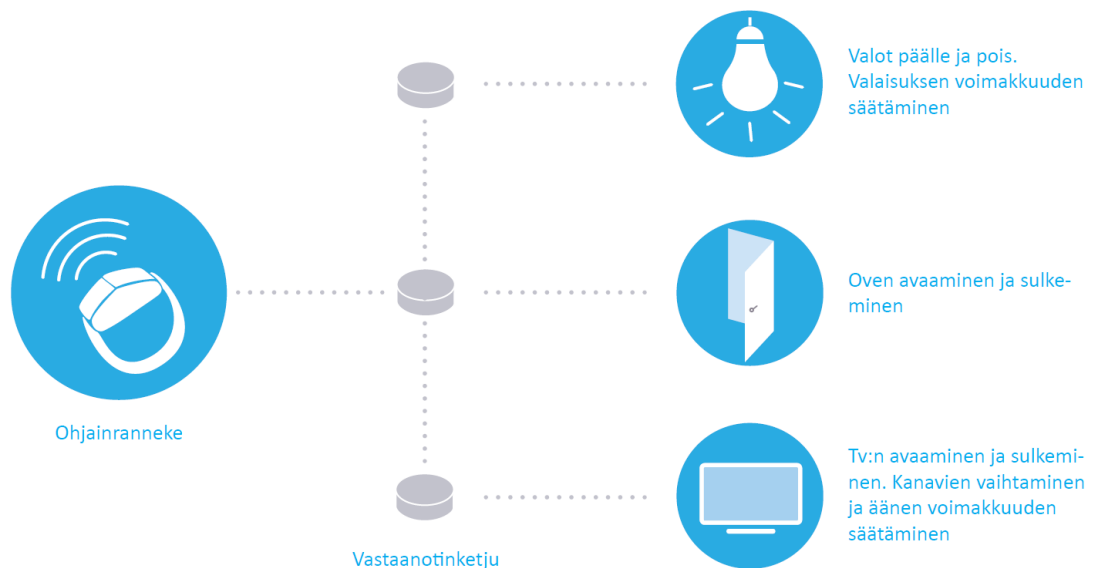 Valot päälle ja pois.
Valaisuksen voimakkuuden
säätäminen
Oven avaaminen ja sulke-
minen
Ohjainranneke
Tv:n avaaminen ja sulkemi-
nen. Kanavien vaihtaminen
ja äänen voimakkuuden
säätäminen
Vastaanotinketju